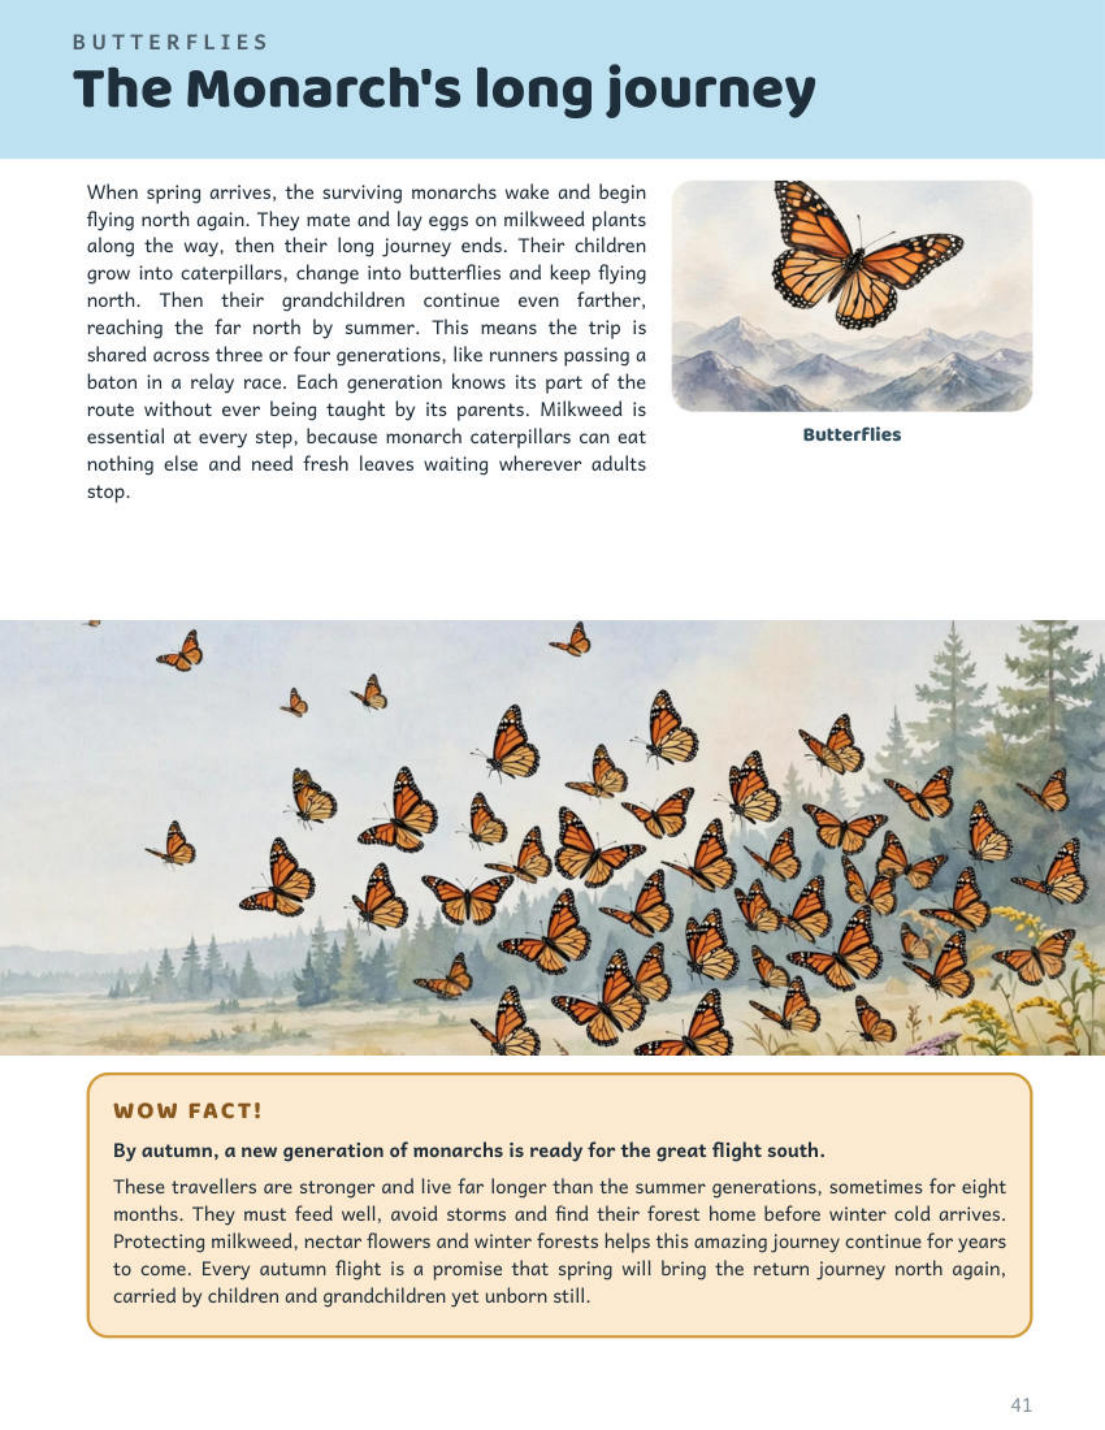 BUTTERFLIES
The Monarch's long journey
When spring arrives, the surviving monarchs wake and begin
flying north again. They mate and lay eggs on milkweed plants
along the way, then their long journey ends. Their children
grow into caterpillars, change into butterflies and keep flying
north. Then their grandchildren continue even farther,
reaching the far north by summer. This means the trip is
shared across three or four generations, like runners passing a
baton in a relay race. Each generation knows its part of the
route without ever being taught by its parents. Milkweed is
essential at every step, because monarch caterpillars can eat
nothing else and need fresh leaves waiting wherever adults
stop.
Butterflies
WOW FACT!
By autumn, a new generation of monarchs is ready for the great flight south.
These travellers are stronger and live far longer than the summer generations, sometimes for eight
months. They must feed well, avoid storms and find their forest home before winter cold arrives.
Protecting milkweed, nectar flowers and winter forests helps this amazing journey continue for years
to come. Every autumn flight is a promise that spring will bring the return journey north again,
carried by children and grandchildren yet unborn still.
41